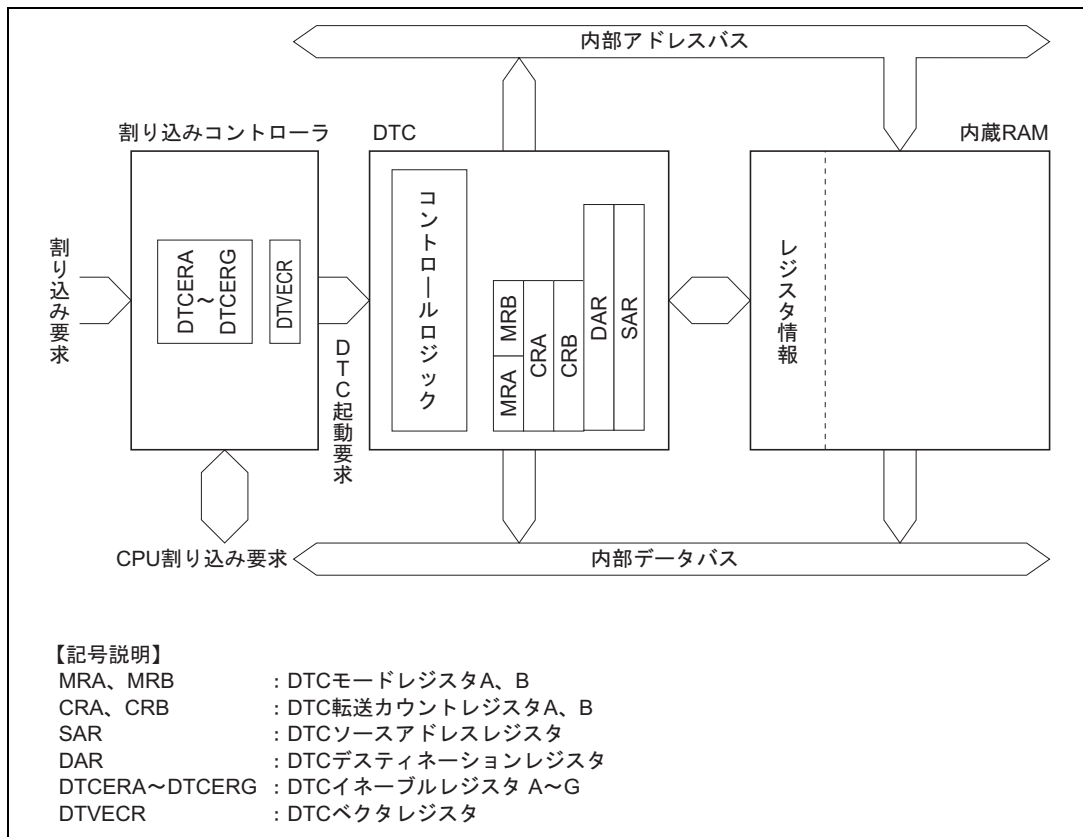 内部アドレスバス
割り込みコントローラ
DTC
内蔵RAM
割り込み要求
DTCERA
～
DTCERG
DTVECR
DTC起動要求
コントロールロジック
MRA
MRB
CRA
CRB
DAR
SAR
レジスタ情報
CPU割り込み要求
内部データバス
【記号説明】
MRA、MRB : DTCモードレジスタA、B
CRA、CRB : DTC転送カウントレジスタA、B
SAR : DTCソースアドレスレジスタ
DAR : DTCデスティネーションレジスタ
DTCERA～DTCERG : DTCイネーブルレジスタ A～G
DTVECR : DTCベクタレジスタ